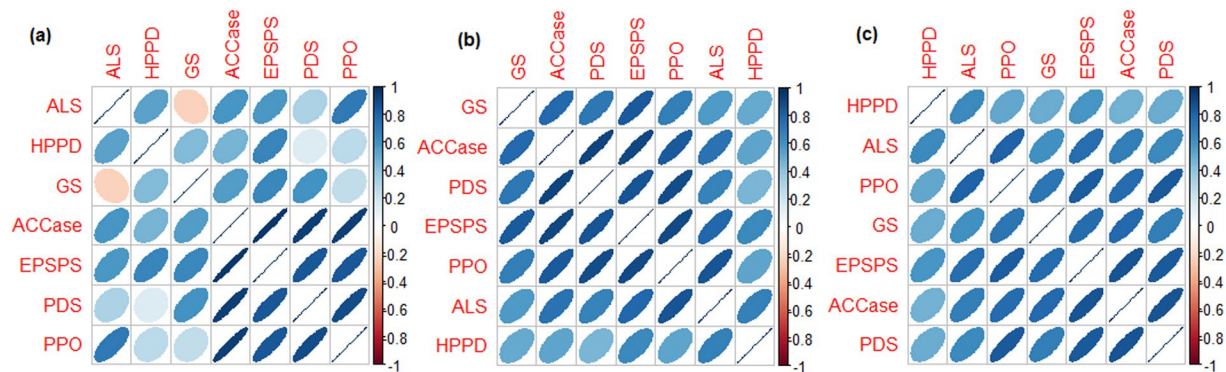 (a)
ALS
HPPD
GS
ACCase
EPSPS
PDS
PPO
ALS
HPPD
GS
ACCase
EPSPS
PDS
PPO
1
0.8
0.6
0.4
0.2
0
-0.2
-0.4
-0.6
-0.8
-1
(b)
GS
ACCase
PDS
EPSPS
PPO
ALS
HPPD
GS
ACCase
PDS
EPSPS
PPO
ALS
HPPD
1
0.8
0.6
0.4
0.2
0
-0.2
-0.4
-0.6
-0.8
-1
(c)
HPPD
ALS
PPO
GS
EPSPS
ACCase
PDS
HPPD
ALS
PPO
GS
EPSPS
ACCase
PDS
1
0.8
0.6
0.4
0.2
0
-0.2
-0.4
-0.6
-0.8
-1